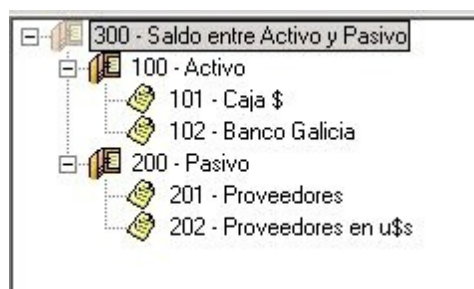 300 - Saldo entre Activo y Pasivo
100 - Activo
101 - Caja $
102 - Banco Galicia
200 - Pasivo
201 - Proveedores
202 - Proveedores en u$s